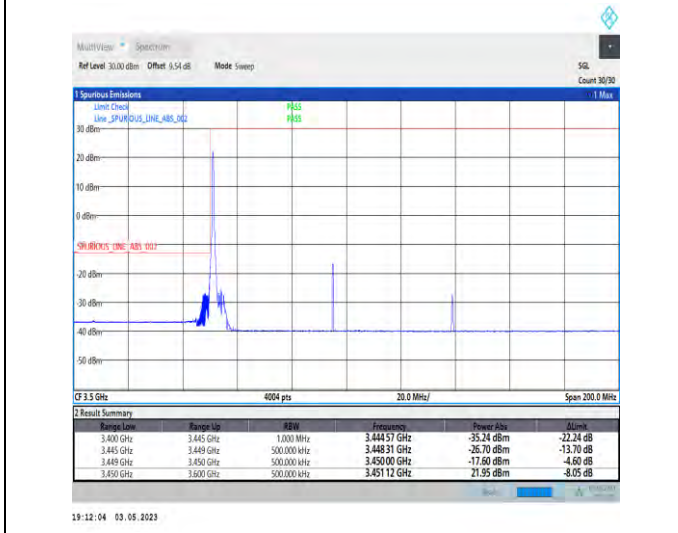 MultiView Spectrum
Ref Level 30.00 dBm Offset 9.54 dB Mode Sweep SGL
Count 30/30
1 Spurious Emissions 1 Max
Limit Check PASS
Line _SPURIOUS_LINE_ABS_002 PASS
30 dBm
20 dBm
10 dBm
0 dBm
_SPURIOUS_LINE_ABS_002
-20 dBm
-30 dBm
-40 dBm
-50 dBm
CF 3.5 GHz 4004 pts 20.0 MHz/ Span 200.0 MHz
2 Result Summary
Range Low Range Up RBW Frequency Power Abs ΔLimit
3.400 GHz 3.445 GHz 1.000 MHz 3.444 57 GHz -35.24 dBm -22.24 dB
3.445 GHz 3.449 GHz 500.000 kHz 3.448 31 GHz -26.70 dBm -13.70 dB
3.449 GHz 3.450 GHz 500.000 kHz 3.450 00 GHz -17.60 dBm -4.60 dB
3.450 GHz 3.600 GHz 500.000 kHz 3.451 12 GHz 21.95 dBm -8.05 dB
19:12:04 03.05.2023